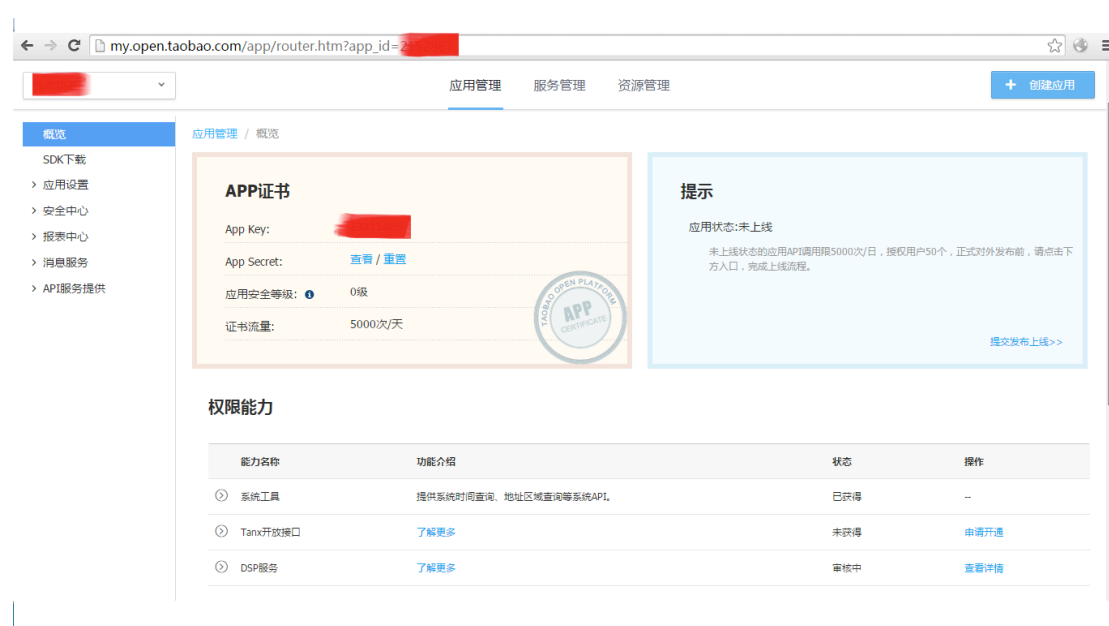 my.open.taobao.com/app/router.htm?app_id=
应用管理 服务管理 资源管理
+ 创建应用
概览
SDK下载
应用设置
安全中心
报表中心
消息服务
API服务提供
应用管理 / 概览
APP证书
App Key:
App Secret: 查看 / 重置
应用安全等级: 0级
证书流量: 5000次/天
TAOBAO OPEN PLATFORM
APP
CERTIFICATE
提示
应用状态:未上线
未上线状态的应用API调用限5000次/日，授权用户50个，正式对外发布前，请点击下
方入口，完成上线流程。
提交发布上线>>
权限能力
能力名称 功能介绍 状态 操作
系统工具 提供系统时间查询、地址区域查询等系统API。 已获得 --
Tanx开放接口 了解更多 未获得 申请开通
DSP服务 了解更多 审核中 查看详情